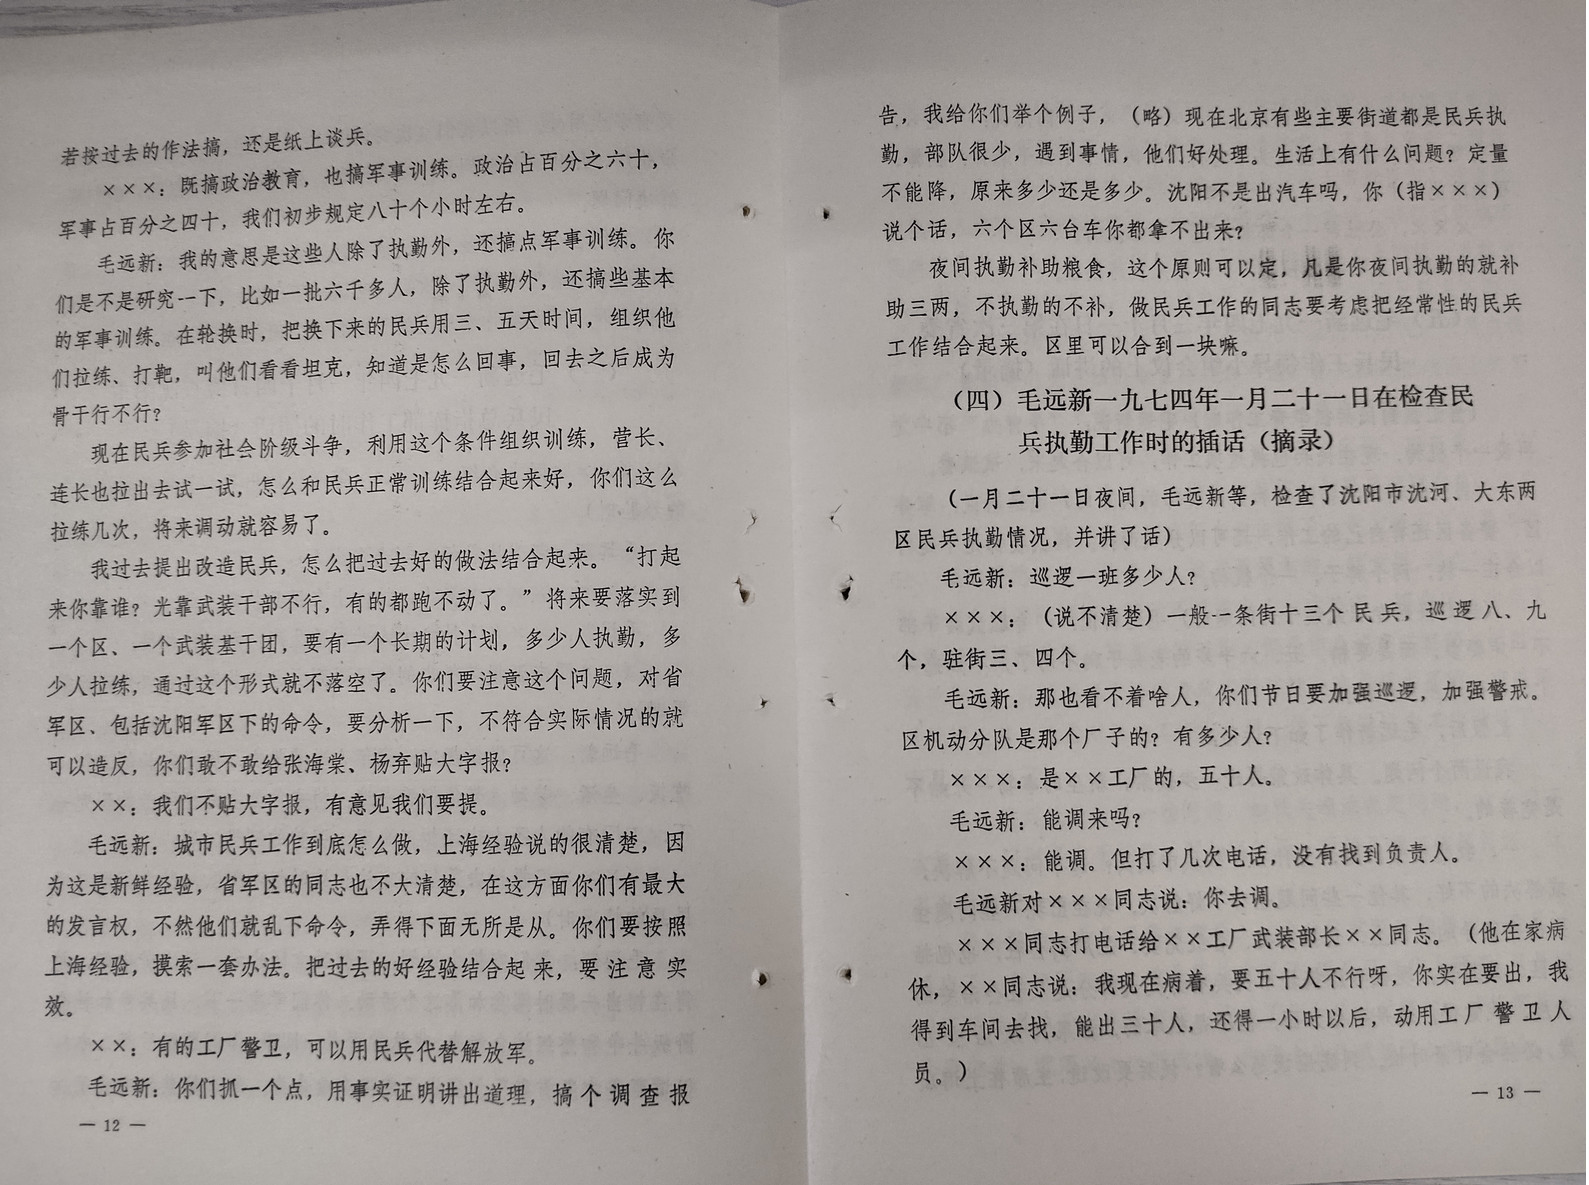 若按过去的作法搞，还是纸上谈兵。
×××：既搞政治教育，也搞军事训练。政治占百分之六十，
军事占百分之四十，我们初步规定八十个小时左右。
毛远新：我的意思是这些人除了执勤外，还搞点军事训练。你
们是不是研究一下，比如一批六千多人，除了执勤外，还搞些基本
的军事训练。在轮换时，把换下来的民兵用三、五天时间，组织他
们拉练、打靶，叫他们看看坦克，知道是怎么回事，回去之后成为
骨干行不行？
现在民兵参加社会阶级斗争，利用这个条件组织训练，营长、
连长也拉出去试一试，怎么和民兵正常训练结合起来好，你们这么
拉练几次，将来调动就容易了。
我过去提出改造民兵，怎么把过去好的做法结合起来。“打起
来你靠谁？光靠武装干部不行，有的都跑不动了。”将来要落实到
一个区、一个武装基干团，要有一个长期的计划，多少人执勤，多
少人拉练，通过这个形式就不落空了。你们要注意这个问题，对省
军区、包括沈阳军区下的命令，要分析一下，不符合实际情况的就
可以造反，你们敢不敢给张海棠、杨弃贴大字报？
××：我们不贴大字报，有意见我们要提。
毛远新：城市民兵工作到底怎么做，上海经验说的很清楚，因
为这是新鲜经验，省军区的同志也不大清楚，在这方面你们有最大
的发言权，不然他们就乱下命令，弄得下面无所是从。你们要按照
上海经验，摸索一套办法。把过去的好经验结合起来，要注意实
效。
××：有的工厂警卫，可以用民兵代替解放军。
毛远新：你们抓一个点，用事实证明讲出道理，搞个调查报
— 12 —
告，我给你们举个例子，（略）现在北京有些主要街道都是民兵执
勤，部队很少，遇到事情，他们好处理。生活上有什么问题？定量
不能降，原来多少还是多少。沈阳不是出汽车吗，你（指×××）
说个话，六个区六台车你都拿不出来？
夜间执勤补助粮食，这个原则可以定，凡是你夜间执勤的就补
助三两，不执勤的不补，做民兵工作的同志要考虑把经常性的民兵
工作结合起来。区里可以合到一块嘛。
（四）毛远新一九七四年一月二十一日在检查民
兵执勤工作时的插话（摘录）
（一月二十一日夜间，毛远新等，检查了沈阳市沈河、大东两
区民兵执勤情况，并讲了话）
毛远新：巡逻一班多少人？
×××：（说不清楚）一般一条街十三个民兵，巡逻八、九
个，驻街三、四个。
毛远新：那也看不着啥人，你们节日要加强巡逻，加强警戒。
区机动分队是那个厂子的？有多少人？
×××：是××工厂的，五十人。
毛远新：能调来吗？
×××：能调。但打了几次电话，没有找到负责人。
毛远新对×××同志说：你去调。
×××同志打电话给××工厂武装部长××同志。（他在家病
休，××同志说：我现在病着，要五十人不行呀，你实在要出，我
得到车间去找，能出三十人，还得一小时以后，动用工厂警卫人
员。）
— 13 —